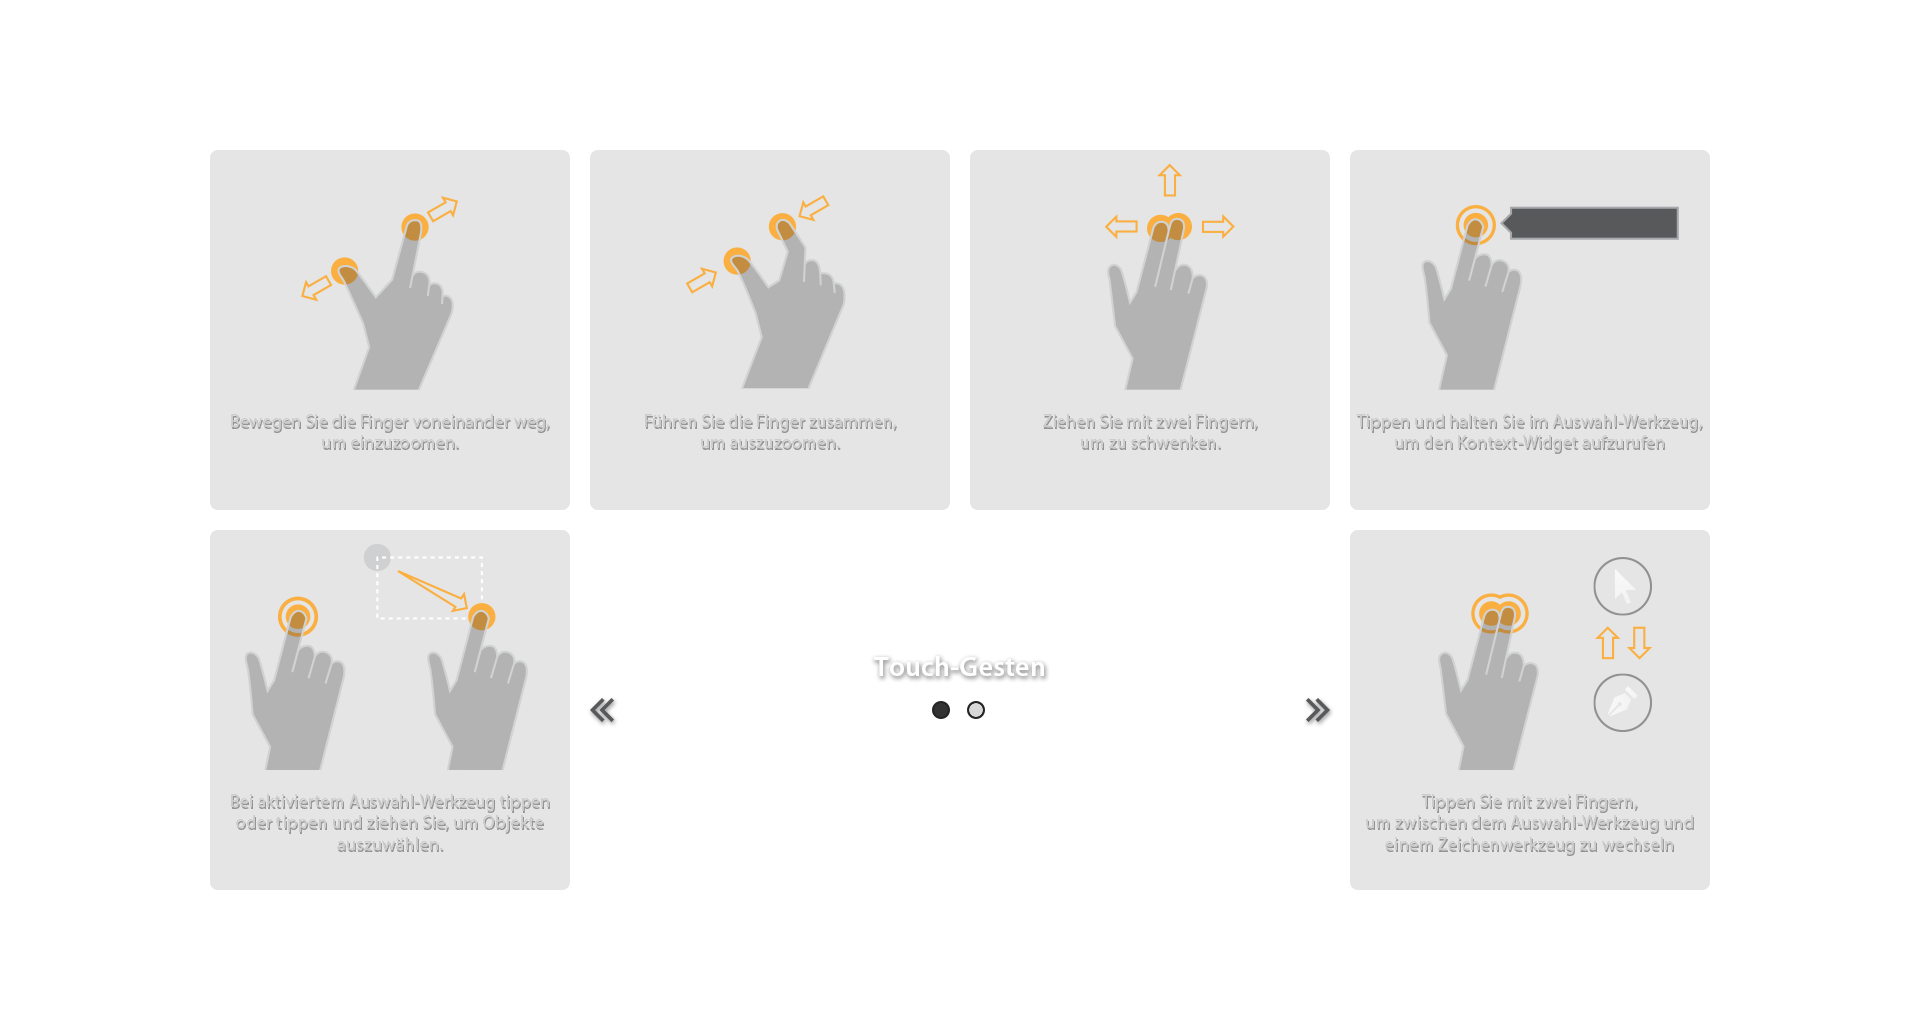 Bewegen Sie die Finger voneinander weg,
um einzuzoomen.
Führen Sie die Finger zusammen,
um auszuzoomen.
Ziehen Sie mit zwei Fingern,
um zu schwenken.
Tippen und halten Sie im Auswahl-Werkzeug,
um den Kontext-Widget aufzurufen
Bei aktiviertem Auswahl-Werkzeug tippen
oder tippen und ziehen Sie, um Objekte
auszuwählen.
Touch-Gesten
Tippen Sie mit zwei Fingern,
um zwischen dem Auswahl-Werkzeug und
einem Zeichenwerkzeug zu wechseln